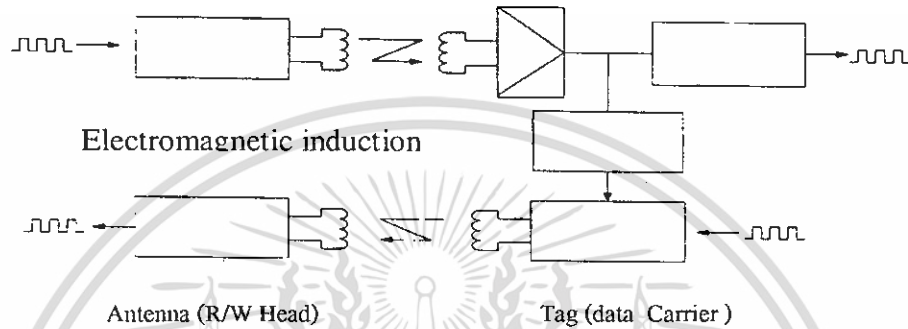 Electromagnetic induction
Antenna (R/W Head)
Tag (data Carrier)